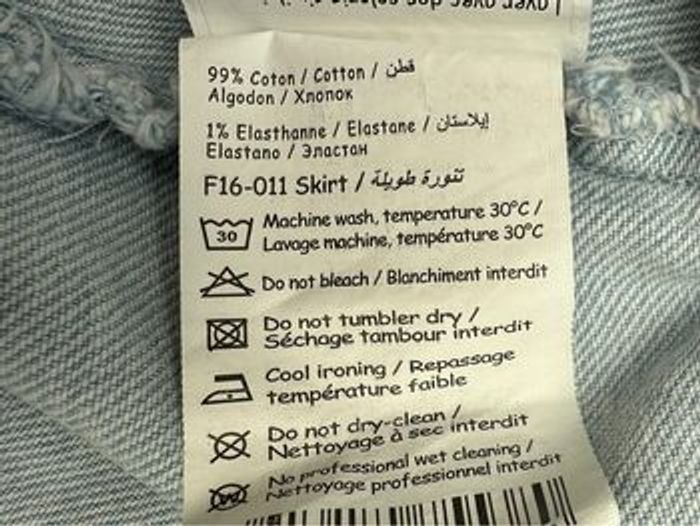 99% Coton / Cotton / قطن
Algodon / Хлопок
1% Elasthanne / Elastane / إيلاستان
Elastano / Эластан
F16-011 Skirt / تنورة طويلة
30
Machine wash, temperature 30°C /
Lavage machine, température 30°C
Do not bleach / Blanchiment interdit
Do not tumbler dry /
Séchage tambour interdit
Cool ironing / Repassage
température faible
Do not dry-clean /
Nettoyage à sec interdit
W
No professional wet cleaning /
Nettoyage professionnel interdit